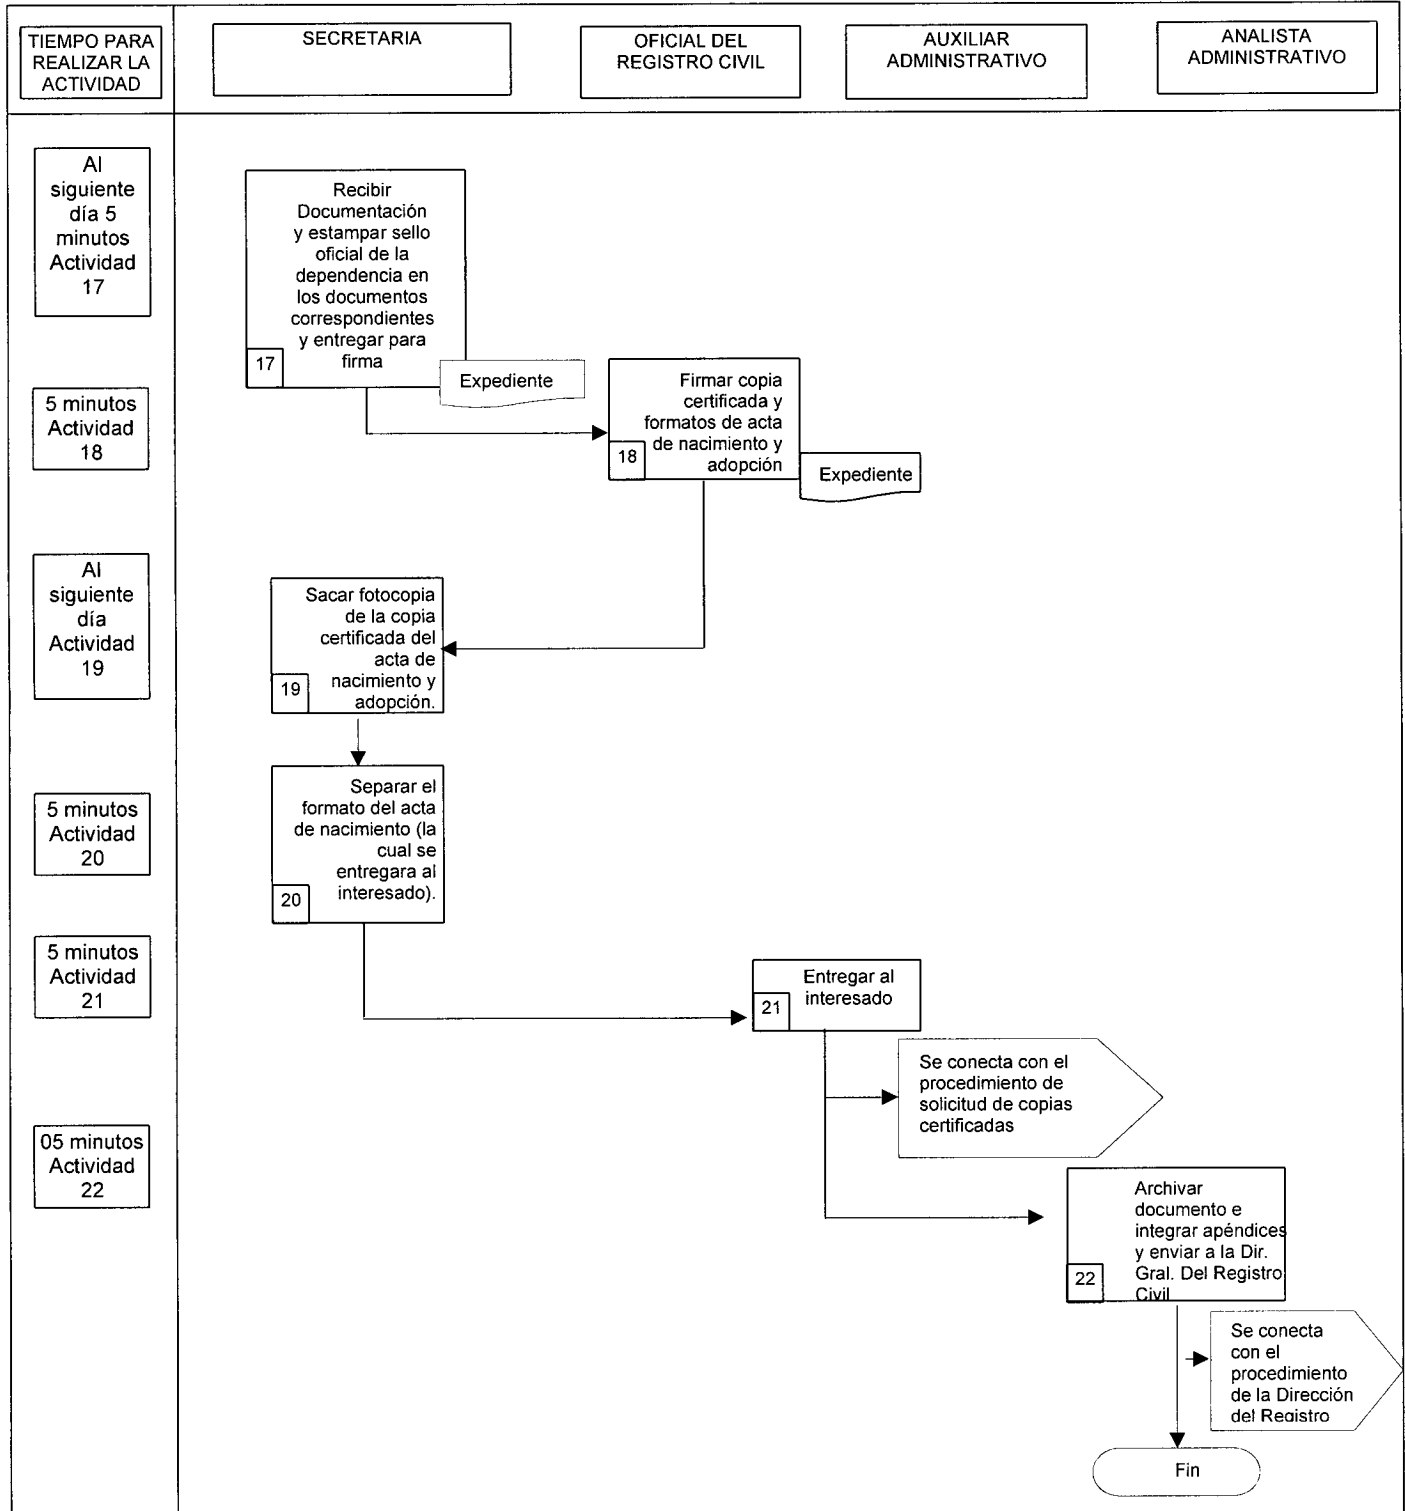 TIEMPO PARA
REALIZAR LA
ACTIVIDAD
SECRETARIA
OFICIAL DEL
REGISTRO CIVIL
AUXILIAR
ADMINISTRATIVO
ANALISTA
ADMINISTRATIVO
Al
siguiente
día 5
minutos
Actividad
17
Recibir
Documentación
y estampar sello
oficial de la
dependencia en
los documentos
correspondientes
y entregar para
firma
17
Expediente
5 minutos
Actividad
18
Firmar copia
certificada y
formatos de acta
de nacimiento y
adopción
18
Expediente
Al
siguiente
día
Actividad
19
Sacar fotocopia
de la copia
certificada del
acta de
nacimiento y
adopción.
19
5 minutos
Actividad
20
Separar el
formato del acta
de nacimiento (la
cual se
entregara al
interesado).
20
5 minutos
Actividad
21
Entregar al
interesado
21
Se conecta con el
procedimiento de
solicitud de copias
certificadas
05 minutos
Actividad
22
Archivar
documento e
integrar apéndices
y enviar a la Dir.
Gral. Del Registro
Civil
22
Se conecta
con el
procedimiento
de la Dirección
del Registro
Fin